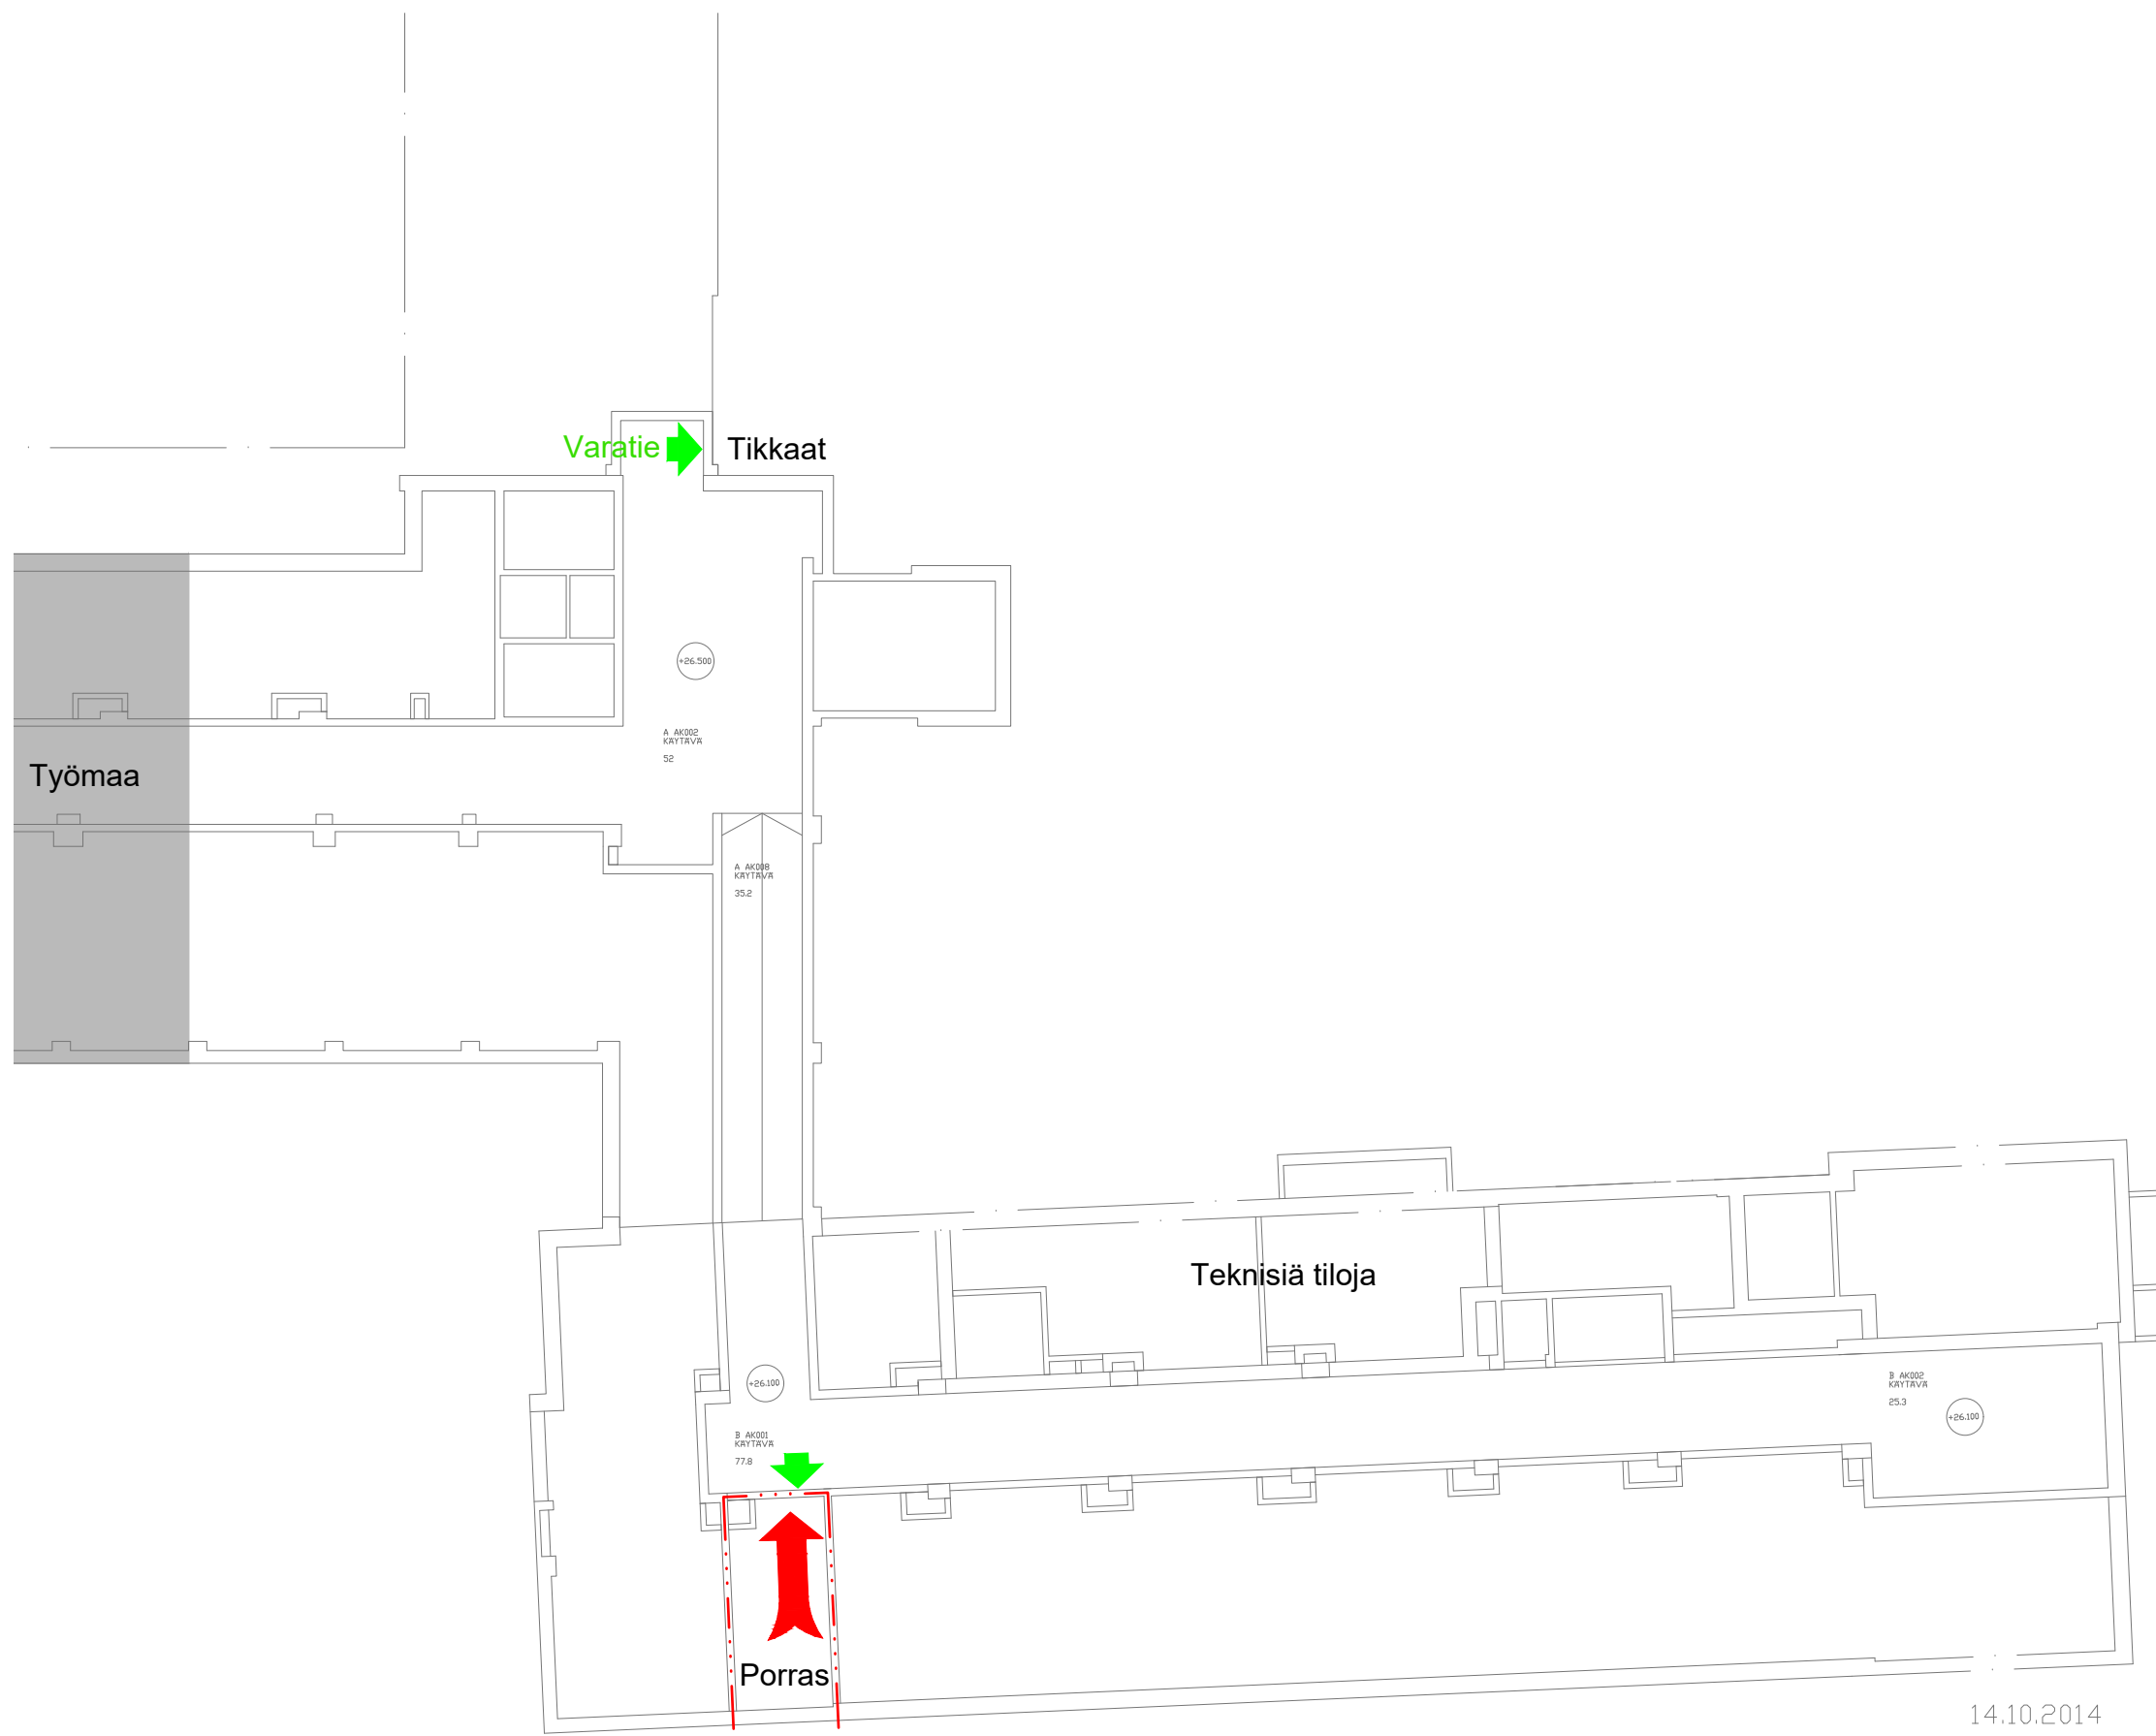 Varatie
Tikkaat
+26.500
A AK002
KÄYTÄVÄ
52
Työmaa
A AK008
KÄYTÄVÄ
35.2
Teknisiä tiloja
+26.100
B AK002
KÄYTÄVÄ
25.3
+26.100
B AK001
KÄYTÄVÄ
77.8
Porras
14.10.2014